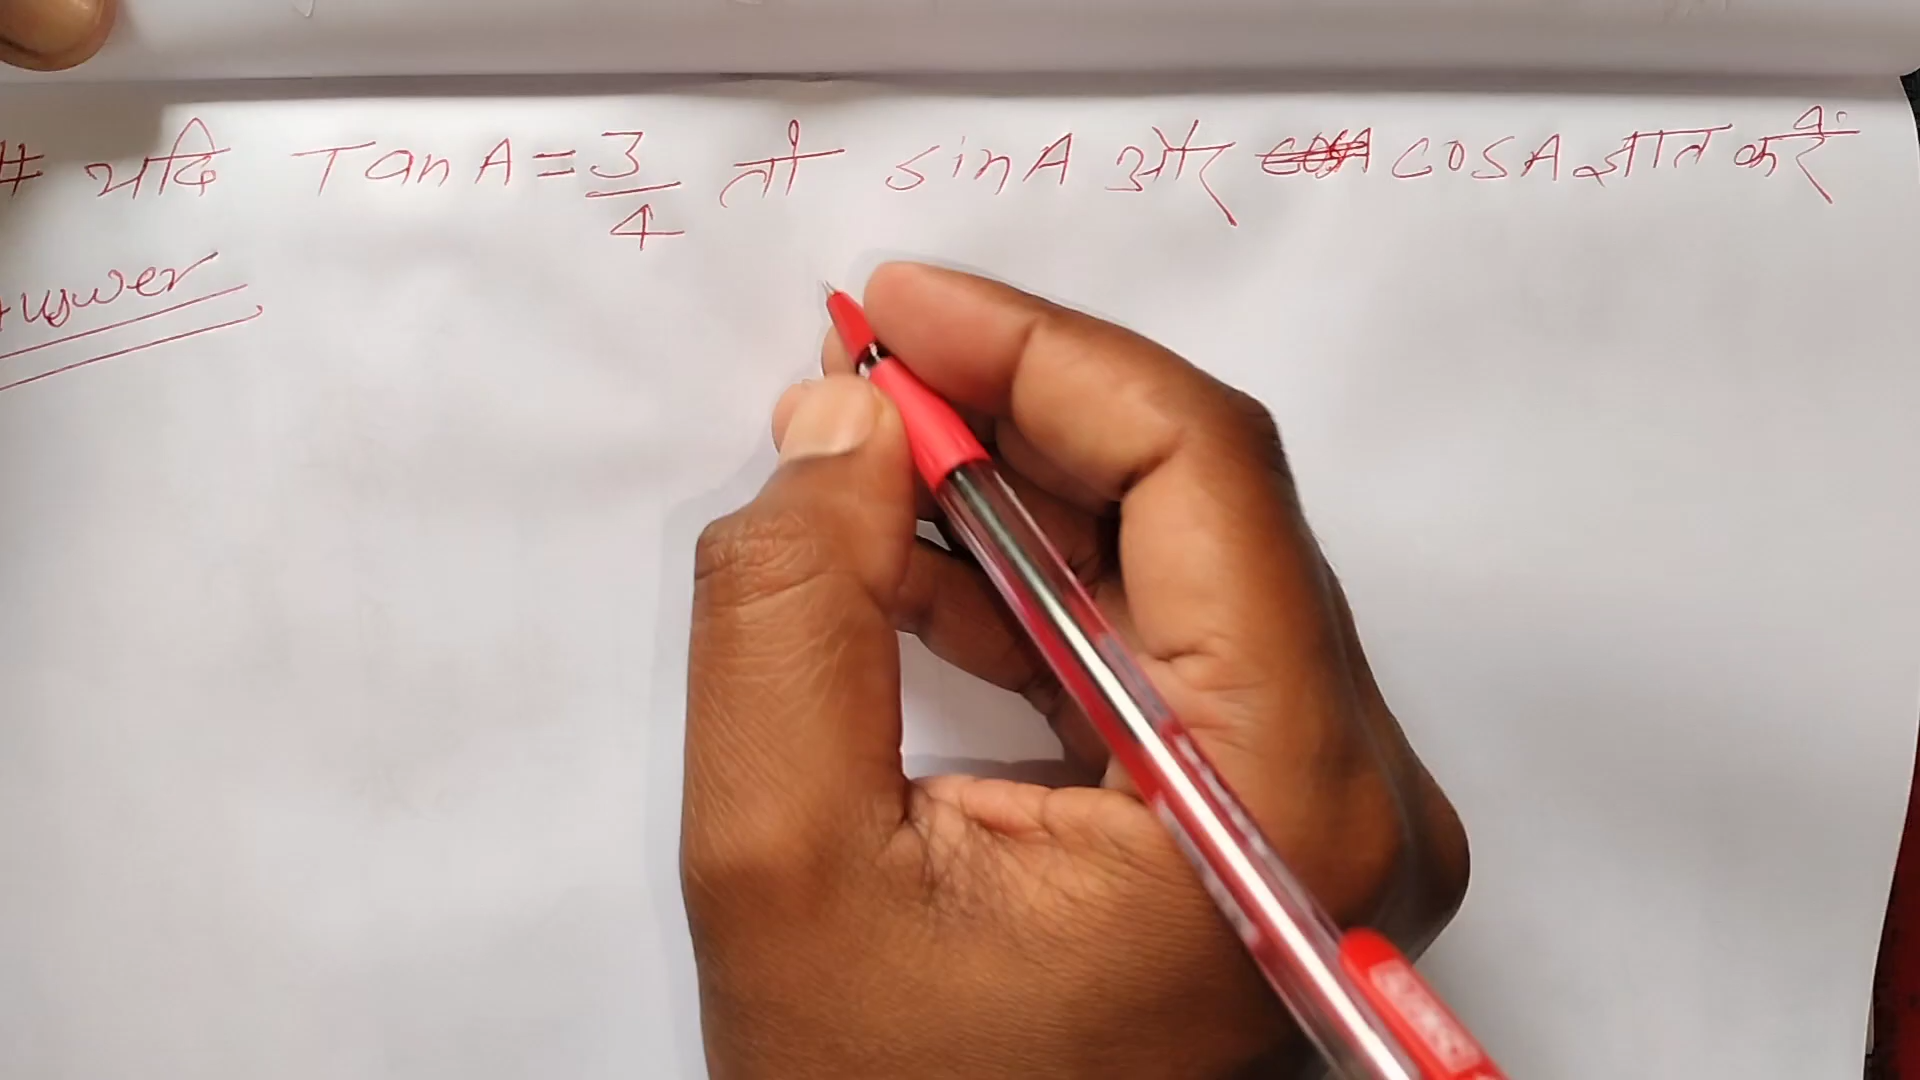 # यदि Tan A = 3/4 तो sin A और cos A ज्ञात करें
Answer